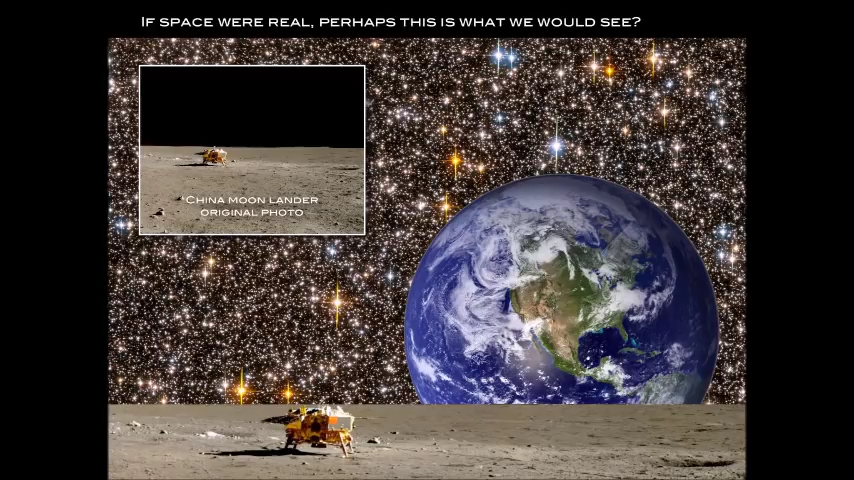 If space were real, perhaps this is what we would see?
*China moon lander
original photo